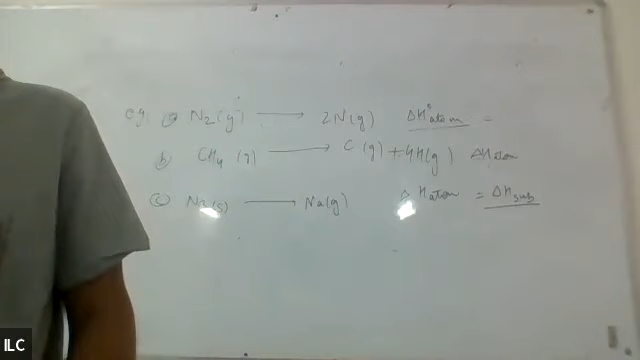 eg: (a) N₂(g) ⟶ 2N(g) ΔH°atom =
(b) CH₄(g) ⟶ C(g) + 4H(g) ΔHatom
(c) Na(s) ⟶ Na(g) ΔHatom = ΔHsub
ILC